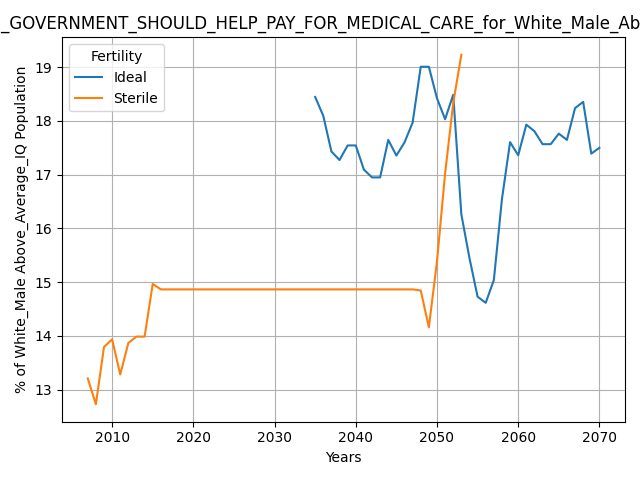 _GOVERNMENT_SHOULD_HELP_PAY_FOR_MEDICAL_CARE_for_White_Male_Ab
Fertility
Ideal
Sterile
% of White_Male Above_Average_IQ Population
19
18
17
16
15
14
13
2010 2020 2030 2040 2050 2060 2070
Years